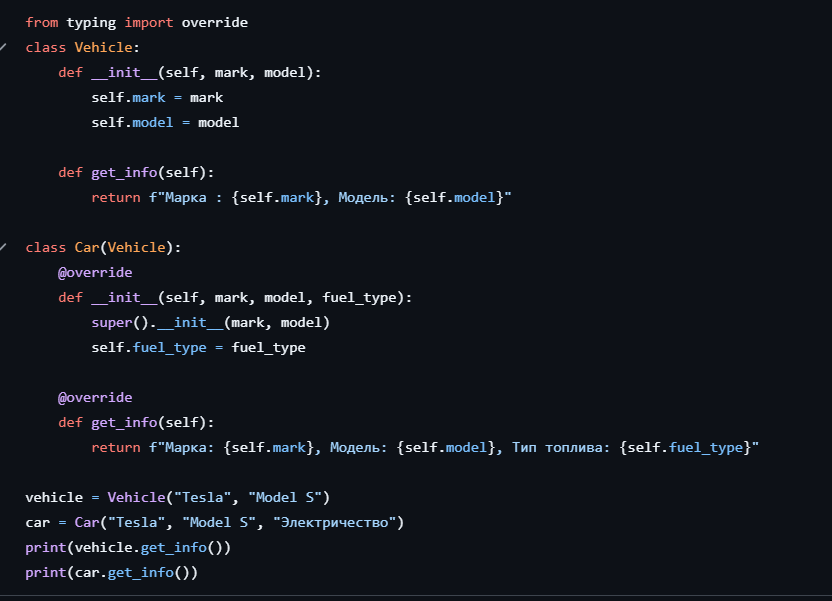 from typing import override
class Vehicle:
    def __init__(self, mark, model):
        self.mark = mark
        self.model = model

    def get_info(self):
        return f"Марка : {self.mark}, Модель: {self.model}"

class Car(Vehicle):
    @override
    def __init__(self, mark, model, fuel_type):
        super().__init__(mark, model)
        self.fuel_type = fuel_type

    @override
    def get_info(self):
        return f"Марка: {self.mark}, Модель: {self.model}, Тип топлива: {self.fuel_type}"

vehicle = Vehicle("Tesla", "Model S")
car = Car("Tesla", "Model S", "Электричество")
print(vehicle.get_info())
print(car.get_info())